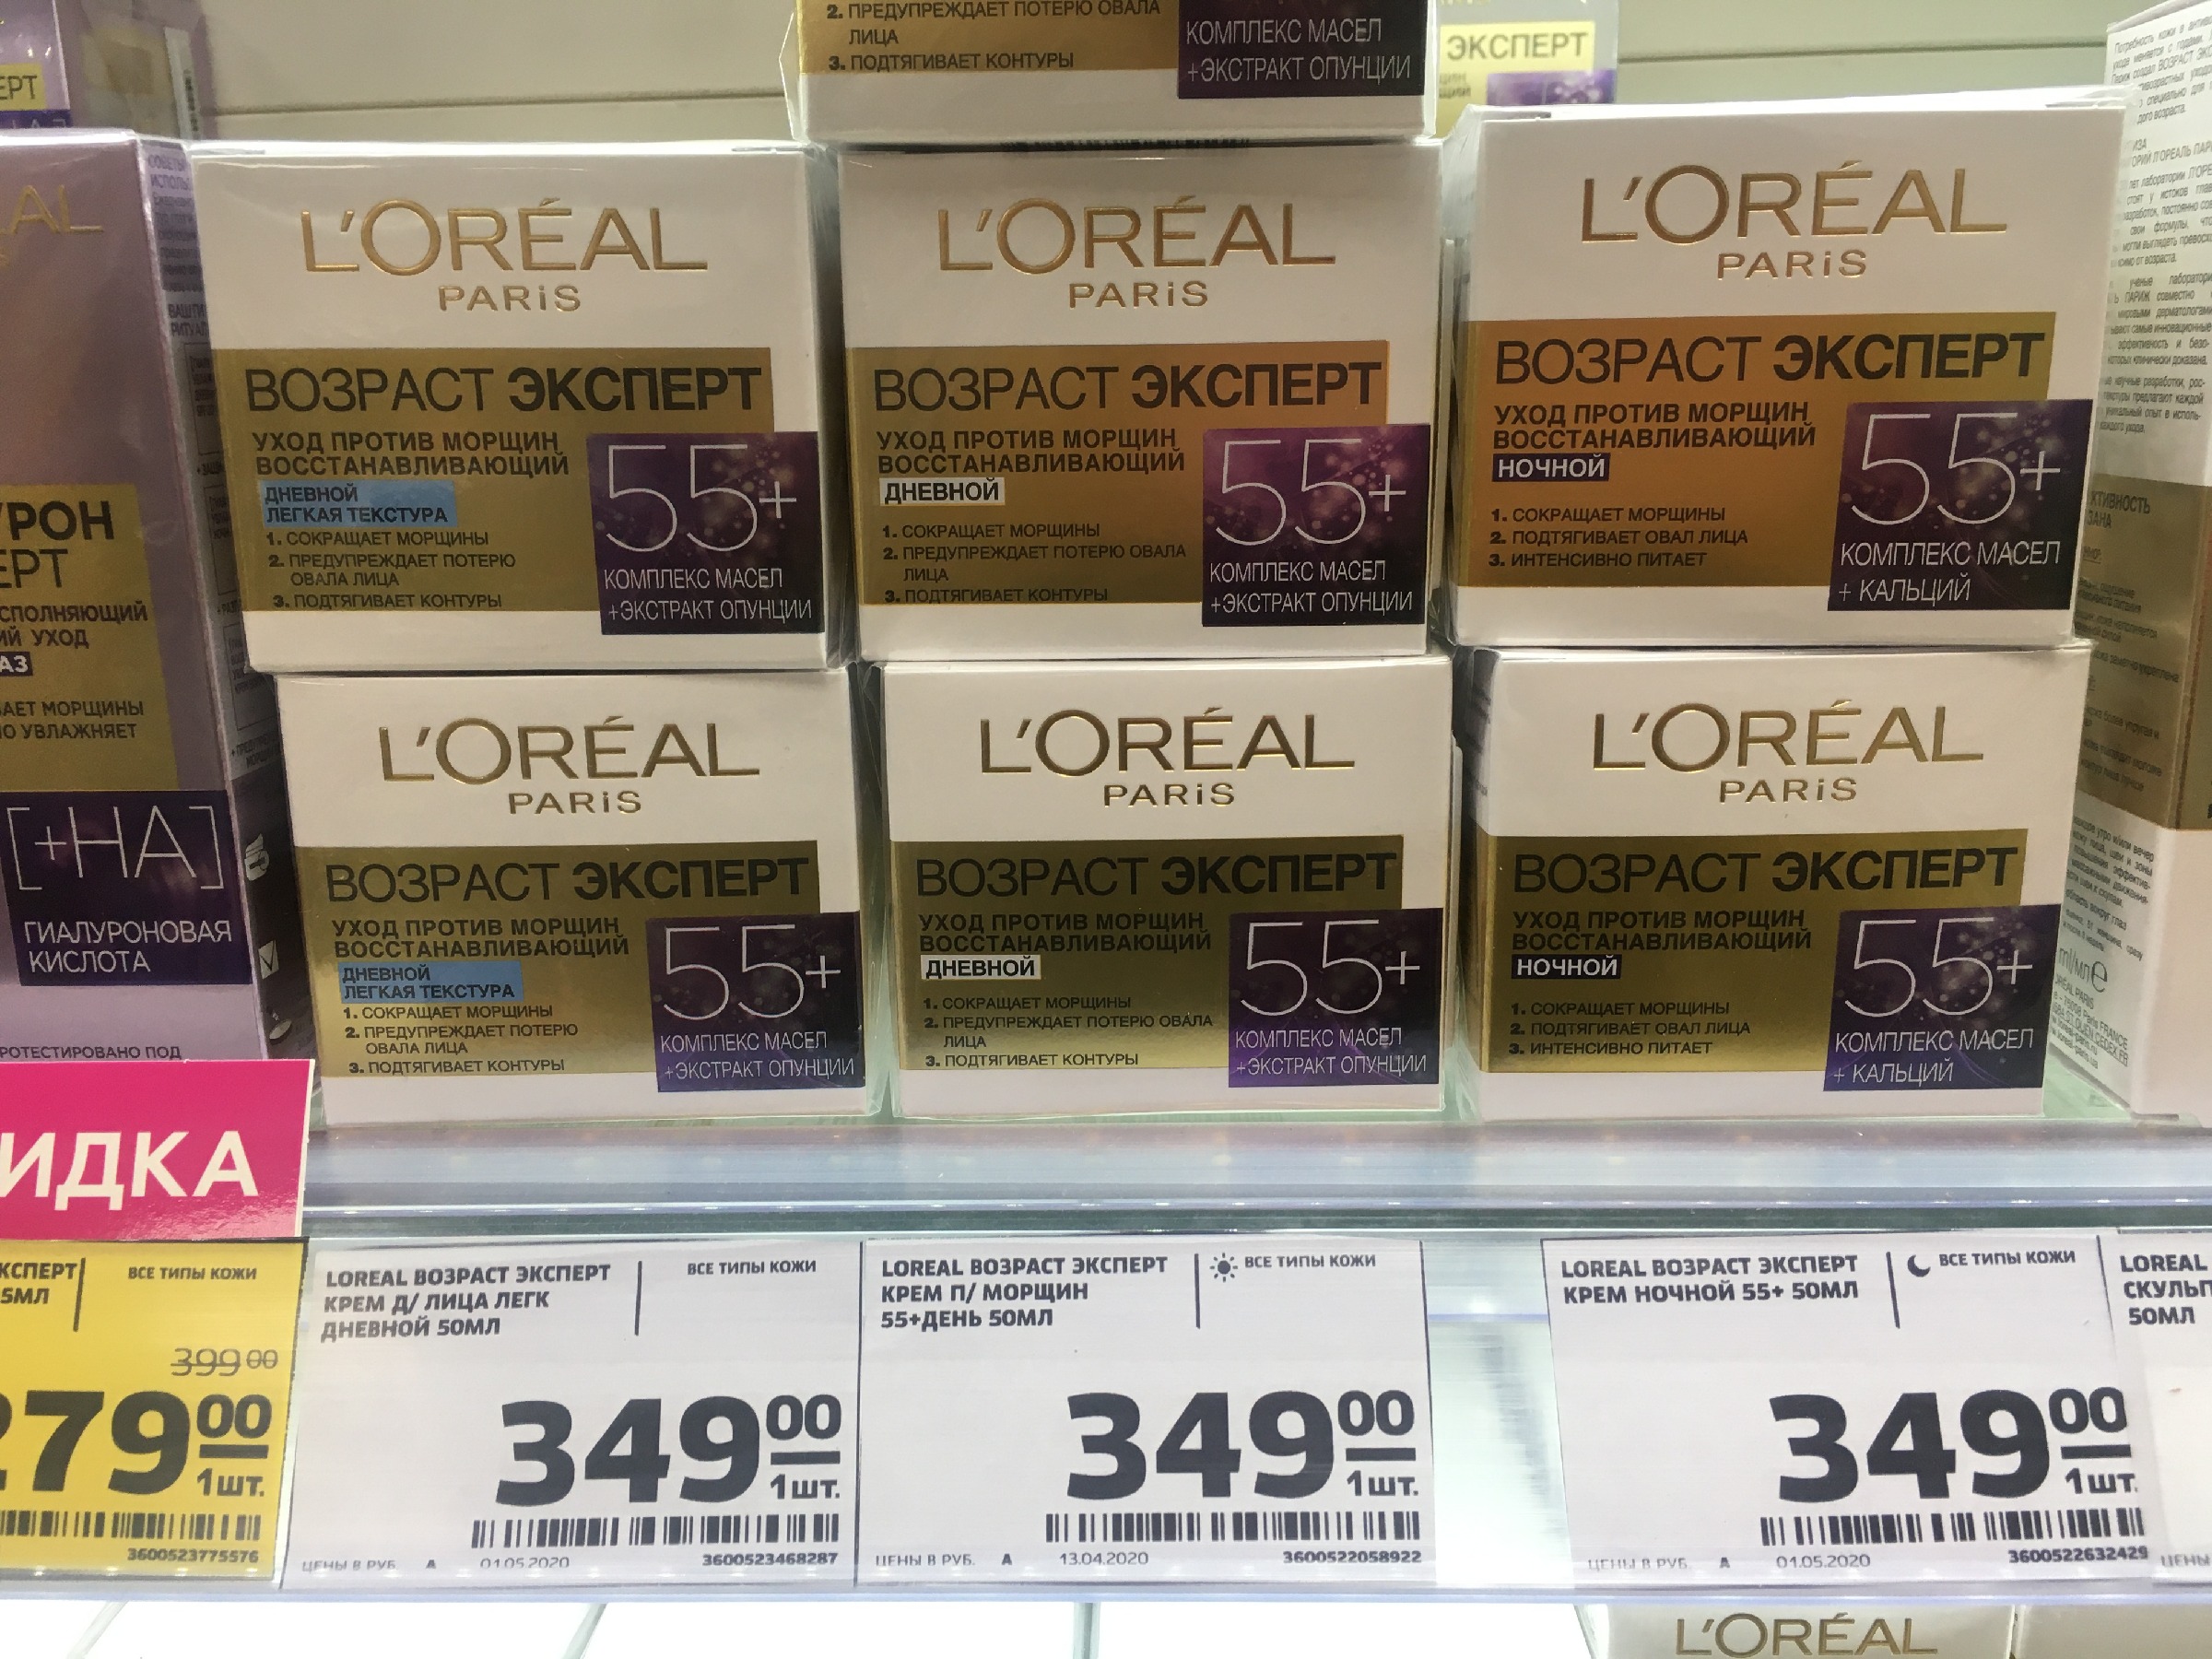 2. ПРЕДУПРЕЖДАЕТ ПОТЕРЮ ОВАЛА
ЛИЦА
3. ПОДТЯГИВАЕТ КОНТУРЫ
КОМПЛЕКС МАСЕЛ
+ЭКСТРАКТ ОПУНЦИИ
ЭКСПЕРТ
L'ORÉAL
PARiS
ВОЗРАСТ ЭКСПЕРТ
УХОД ПРОТИВ МОРЩИН
ВОССТАНАВЛИВАЮЩИЙ
ДНЕВНОЙ
ЛЕГКАЯ ТЕКСТУРА
1. СОКРАЩАЕТ МОРЩИНЫ
2. ПРЕДУПРЕЖДАЕТ ПОТЕРЮ
ОВАЛА ЛИЦА
3. ПОДТЯГИВАЕТ КОНТУРЫ
55+
КОМПЛЕКС МАСЕЛ
+ЭКСТРАКТ ОПУНЦИИ
L'ORÉAL
PARiS
ВОЗРАСТ ЭКСПЕРТ
УХОД ПРОТИВ МОРЩИН
ВОССТАНАВЛИВАЮЩИЙ
ДНЕВНОЙ
1. СОКРАЩАЕТ МОРЩИНЫ
2. ПРЕДУПРЕЖДАЕТ ПОТЕРЮ ОВАЛА
ЛИЦА
3. ПОДТЯГИВАЕТ КОНТУРЫ
55+
КОМПЛЕКС МАСЕЛ
+ЭКСТРАКТ ОПУНЦИИ
L'ORÉAL
PARiS
ВОЗРАСТ ЭКСПЕРТ
УХОД ПРОТИВ МОРЩИН
ВОССТАНАВЛИВАЮЩИЙ
НОЧНОЙ
1. СОКРАЩАЕТ МОРЩИНЫ
2. ПОДТЯГИВАЕТ ОВАЛ ЛИЦА
3. ИНТЕНСИВНО ПИТАЕТ
55+
КОМПЛЕКС МАСЕЛ
+ КАЛЬЦИЙ
УХОД
МОРЩИНЫ
УВЛАЖНЯЕТ
[+HA]
ГИАЛУРОНОВАЯ
КИСЛОТА
L'ORÉAL
PARiS
ВОЗРАСТ ЭКСПЕРТ
УХОД ПРОТИВ МОРЩИН
ВОССТАНАВЛИВАЮЩИЙ
ДНЕВНОЙ
ЛЕГКАЯ ТЕКСТУРА
1. СОКРАЩАЕТ МОРЩИНЫ
2. ПРЕДУПРЕЖДАЕТ ПОТЕРЮ
ОВАЛА ЛИЦА
3. ПОДТЯГИВАЕТ КОНТУРЫ
55+
КОМПЛЕКС МАСЕЛ
+ЭКСТРАКТ ОПУНЦИИ
L'ORÉAL
PARiS
ВОЗРАСТ ЭКСПЕРТ
УХОД ПРОТИВ МОРЩИН
ВОССТАНАВЛИВАЮЩИЙ
ДНЕВНОЙ
1. СОКРАЩАЕТ МОРЩИНЫ
2. ПРЕДУПРЕЖДАЕТ ПОТЕРЮ ОВАЛА
ЛИЦА
3. ПОДТЯГИВАЕТ КОНТУРЫ
55+
КОМПЛЕКС МАСЕЛ
+ЭКСТРАКТ ОПУНЦИИ
L'ORÉAL
PARiS
ВОЗРАСТ ЭКСПЕРТ
УХОД ПРОТИВ МОРЩИН
ВОССТАНАВЛИВАЮЩИЙ
НОЧНОЙ
1. СОКРАЩАЕТ МОРЩИНЫ
2. ПОДТЯГИВАЕТ ОВАЛ ЛИЦА
3. ИНТЕНСИВНО ПИТАЕТ
55+
КОМПЛЕКС МАСЕЛ
+ КАЛЬЦИЙ
ИДКА
КСПЕРТ
5МЛ
ВСЕ ТИПЫ КОЖИ
399 00
279 00
1шт.
3600523775576
LOREAL ВОЗРАСТ ЭКСПЕРТ
КРЕМ Д/ ЛИЦА ЛЕГК
ДНЕВНОЙ 50МЛ
ВСЕ ТИПЫ КОЖИ
349 00
1шт.
ЦЕНЫ В РУБ. А 01.05.2020 3600523468287
LOREAL ВОЗРАСТ ЭКСПЕРТ
КРЕМ П/ МОРЩИН
55+ДЕНЬ 50МЛ
ВСЕ ТИПЫ КОЖИ
349 00
1шт.
ЦЕНЫ В РУБ. А 13.04.2020 3600522058922
LOREAL ВОЗРАСТ ЭКСПЕРТ
КРЕМ НОЧНОЙ 55+ 50МЛ
ВСЕ ТИПЫ КОЖИ
349 00
1шт.
ЦЕНЫ В РУБ. А 01.05.2020 3600522632429
LOREAL
СКУЛЬП
50МЛ
ЦЕНЫ
L'ORÉAL